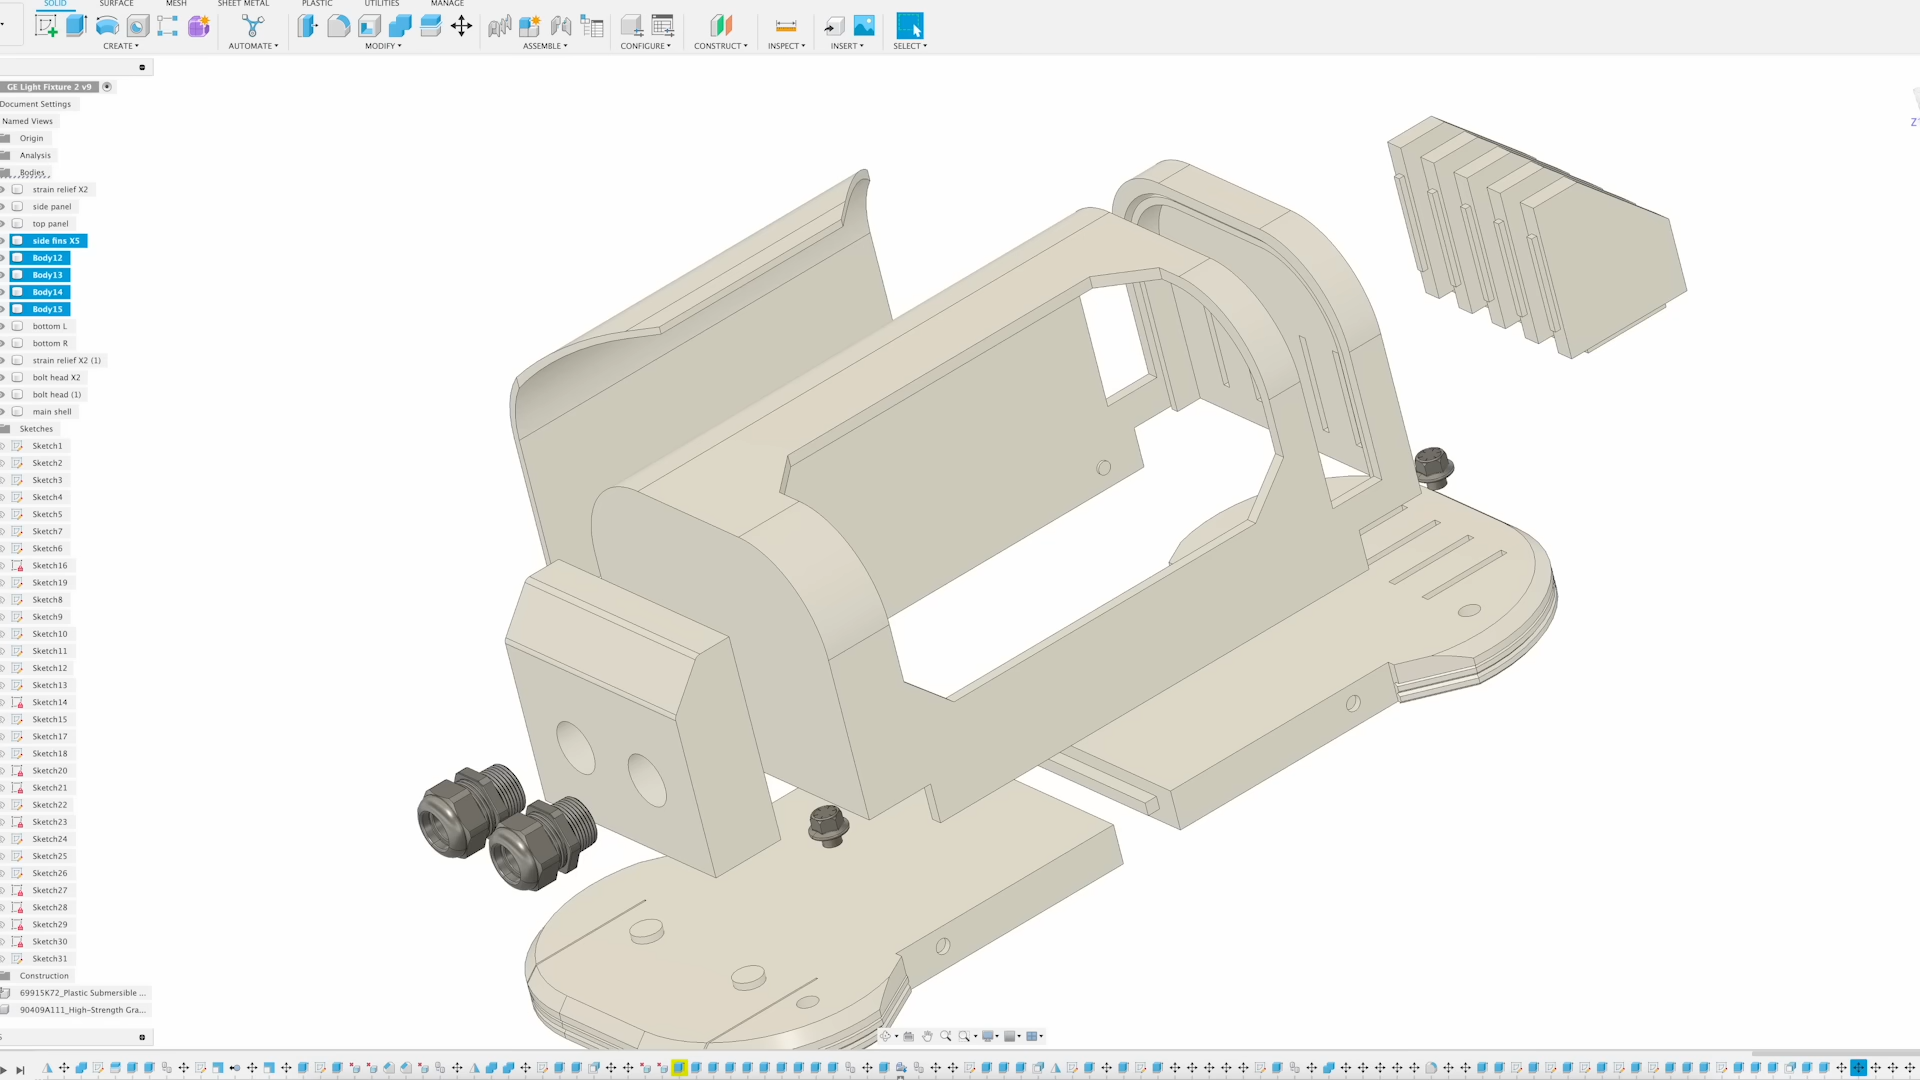 SOLID SURFACE MESH SHEET METAL PLASTIC UTILITIES MANAGE
CREATE AUTOMATE MODIFY ASSEMBLE CONFIGURE CONSTRUCT INSPECT INSERT SELECT
GE Light Fixture 2 v9
Document Settings
Named Views
Origin
Analysis
Bodies
strain relief X2
side panel
top panel
side fins X5
Body12
Body13
Body14
Body15
bottom L
bottom R
strain relief X2 (1)
bolt head X2
bolt head (1)
main shell
Sketches
Sketch1
Sketch2
Sketch3
Sketch4
Sketch5
Sketch7
Sketch6
Sketch16
Sketch19
Sketch8
Sketch9
Sketch10
Sketch11
Sketch12
Sketch13
Sketch14
Sketch15
Sketch17
Sketch18
Sketch20
Sketch21
Sketch22
Sketch23
Sketch24
Sketch25
Sketch26
Sketch27
Sketch28
Sketch29
Sketch30
Sketch31
Construction
69915K72_Plastic Submersible ...
90409A111_High-Strength Gra...
Z